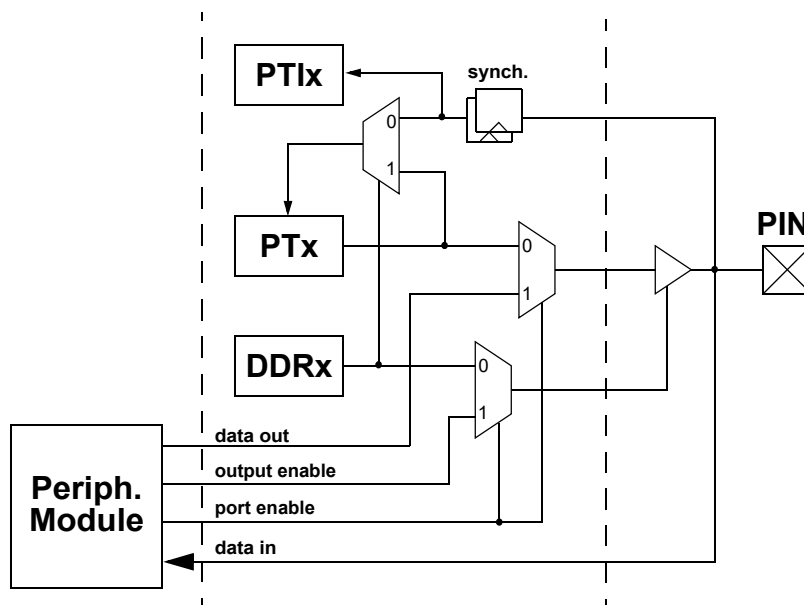 PTIx
synch.
0
1
PTx
PIN
0
1
DDRx
0
1
data out
Periph.
Module
output enable
port enable
data in